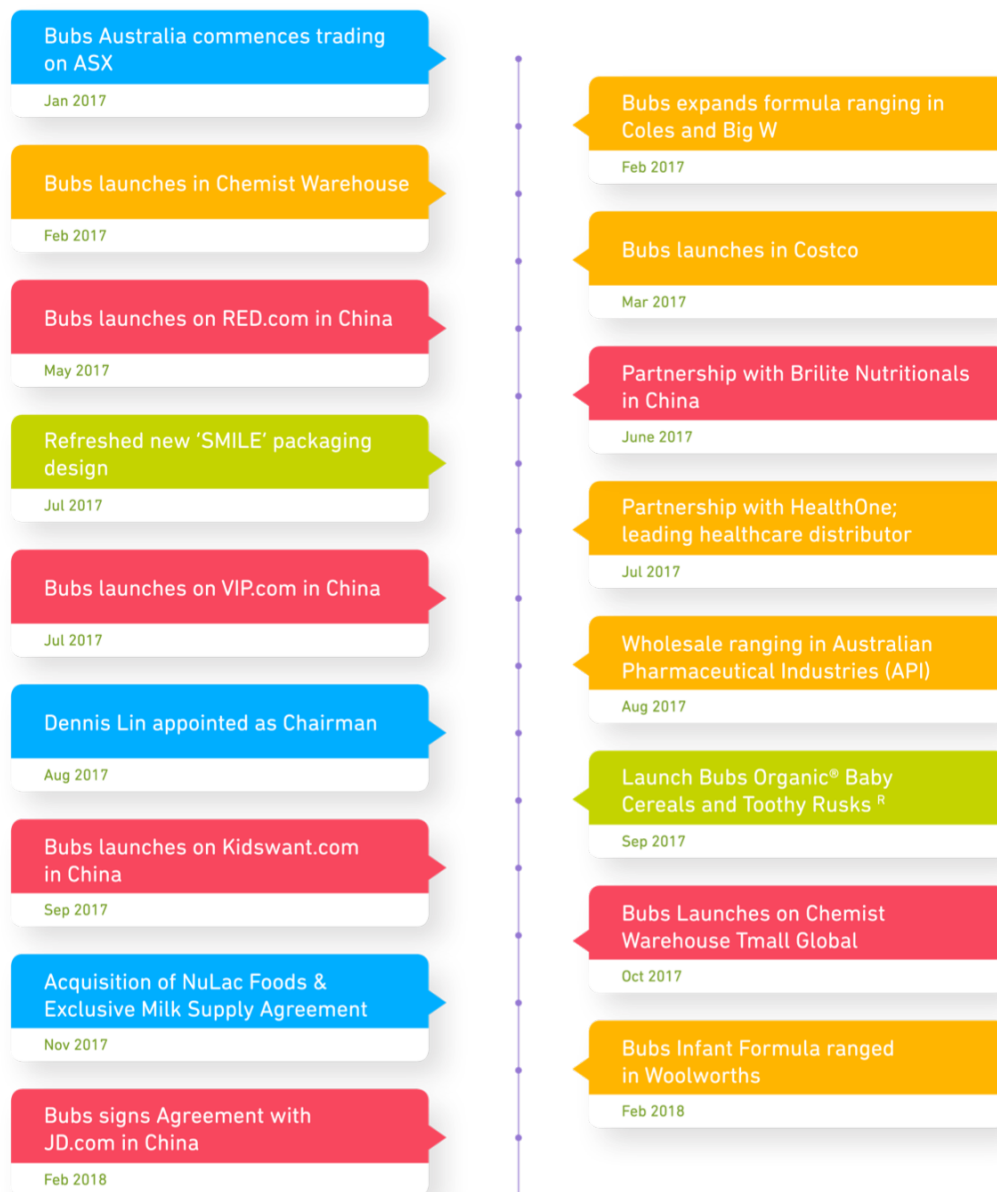 Bubs Australia commences trading
on ASX
Jan 2017
Bubs expands formula ranging in
Coles and Big W
Feb 2017
Bubs launches in Chemist Warehouse
Feb 2017
Bubs launches in Costco
Mar 2017
Bubs launches on RED.com in China
May 2017
Partnership with Brilite Nutritionals
in China
June 2017
Refreshed new ‘SMILE’ packaging
design
Jul 2017
Partnership with HealthOne;
leading healthcare distributor
Jul 2017
Bubs launches on VIP.com in China
Jul 2017
Wholesale ranging in Australian
Pharmaceutical Industries (API)
Aug 2017
Dennis Lin appointed as Chairman
Aug 2017
Launch Bubs Organic® Baby
Cereals and Toothy Rusks R
Sep 2017
Bubs launches on Kidswant.com
in China
Sep 2017
Bubs Launches on Chemist
Warehouse Tmall Global
Oct 2017
Acquisition of NuLac Foods &
Exclusive Milk Supply Agreement
Nov 2017
Bubs Infant Formula ranged
in Woolworths
Feb 2018
Bubs signs Agreement with
JD.com in China
Feb 2018